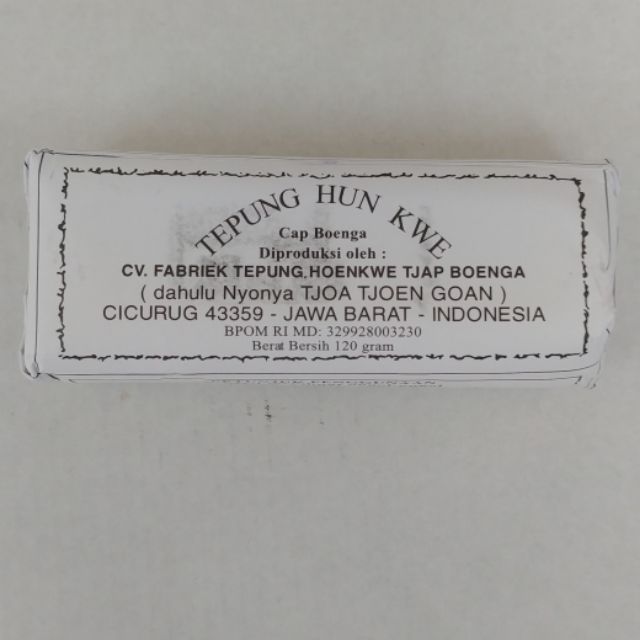 TEPUNG HUN KWE
Cap Boenga
Diproduksi oleh :
CV. FABRIEK TEPUNG.HOENKWE TJAP BOENGA
( dahulu Nyonya TJOA TJOEN GOAN )
CICURUG 43359 - JAWA BARAT - INDONESIA
BPOM RI MD: 329928003230
Berat Bersih 120 gram